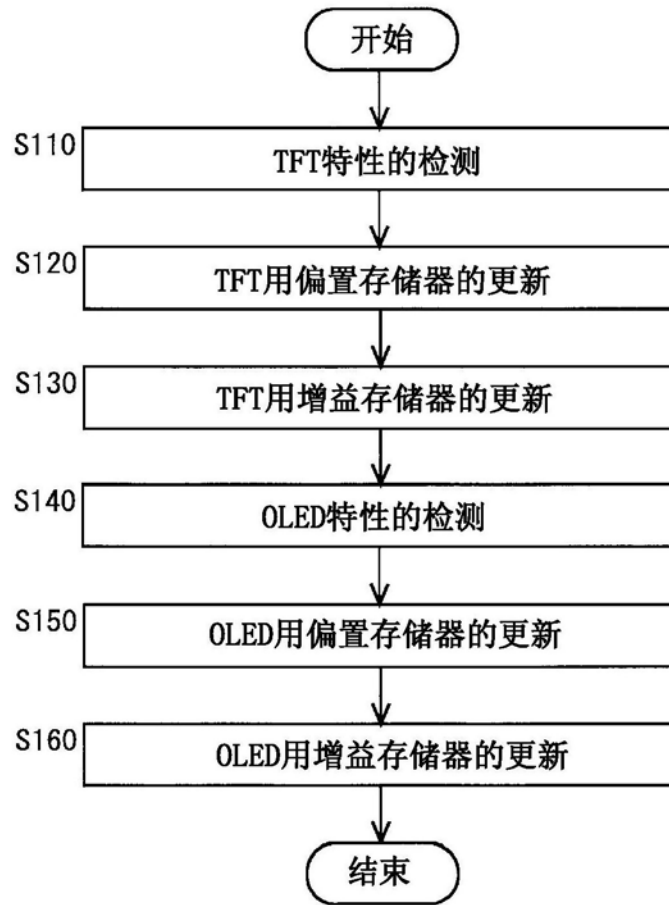 开始
S110
TFT特性的检测
S120
TFT用偏置存储器的更新
S130
TFT用增益存储器的更新
S140
OLED特性的检测
S150
OLED用偏置存储器的更新
S160
OLED用增益存储器的更新
结束